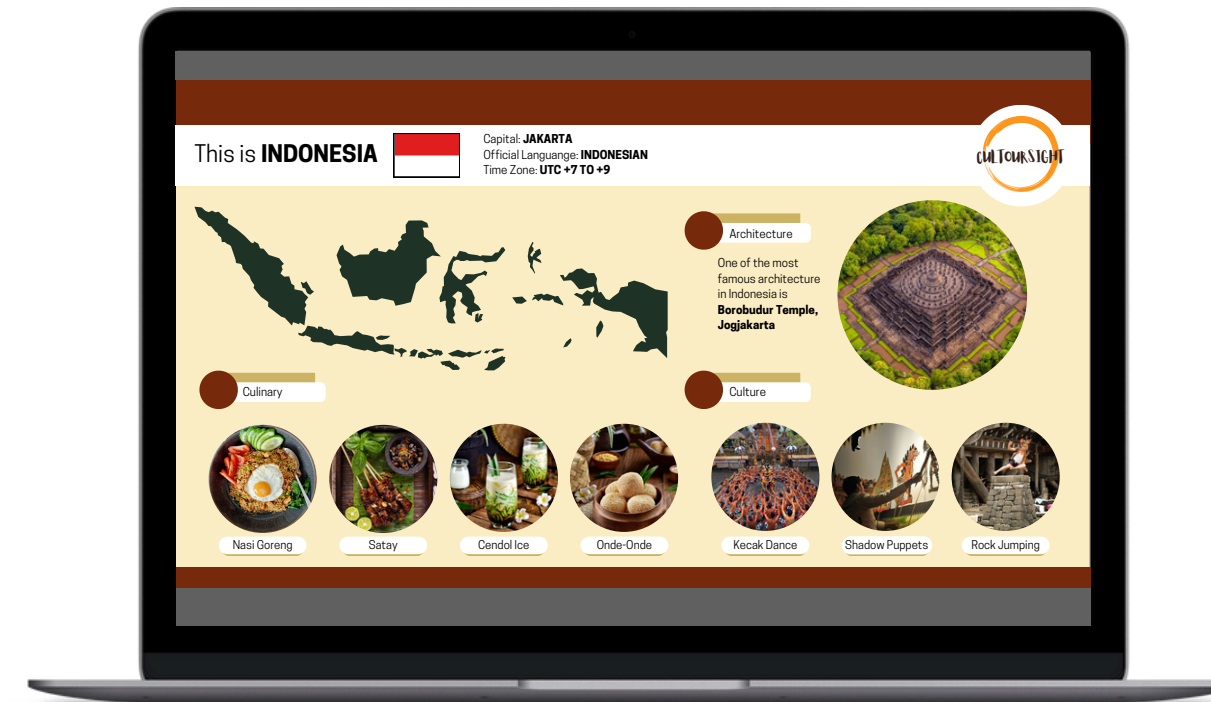 This is INDONESIA
Capital: JAKARTA
Official Languange: INDONESIAN
Time Zone: UTC +7 TO +9
CULTOURSIGHT
Architecture
One of the most
famous architecture
in Indonesia is
Borobudur Temple,
Jogjakarta
Culinary
Nasi Goreng
Satay
Cendol Ice
Onde-Onde
Culture
Kecak Dance
Shadow Puppets
Rock Jumping